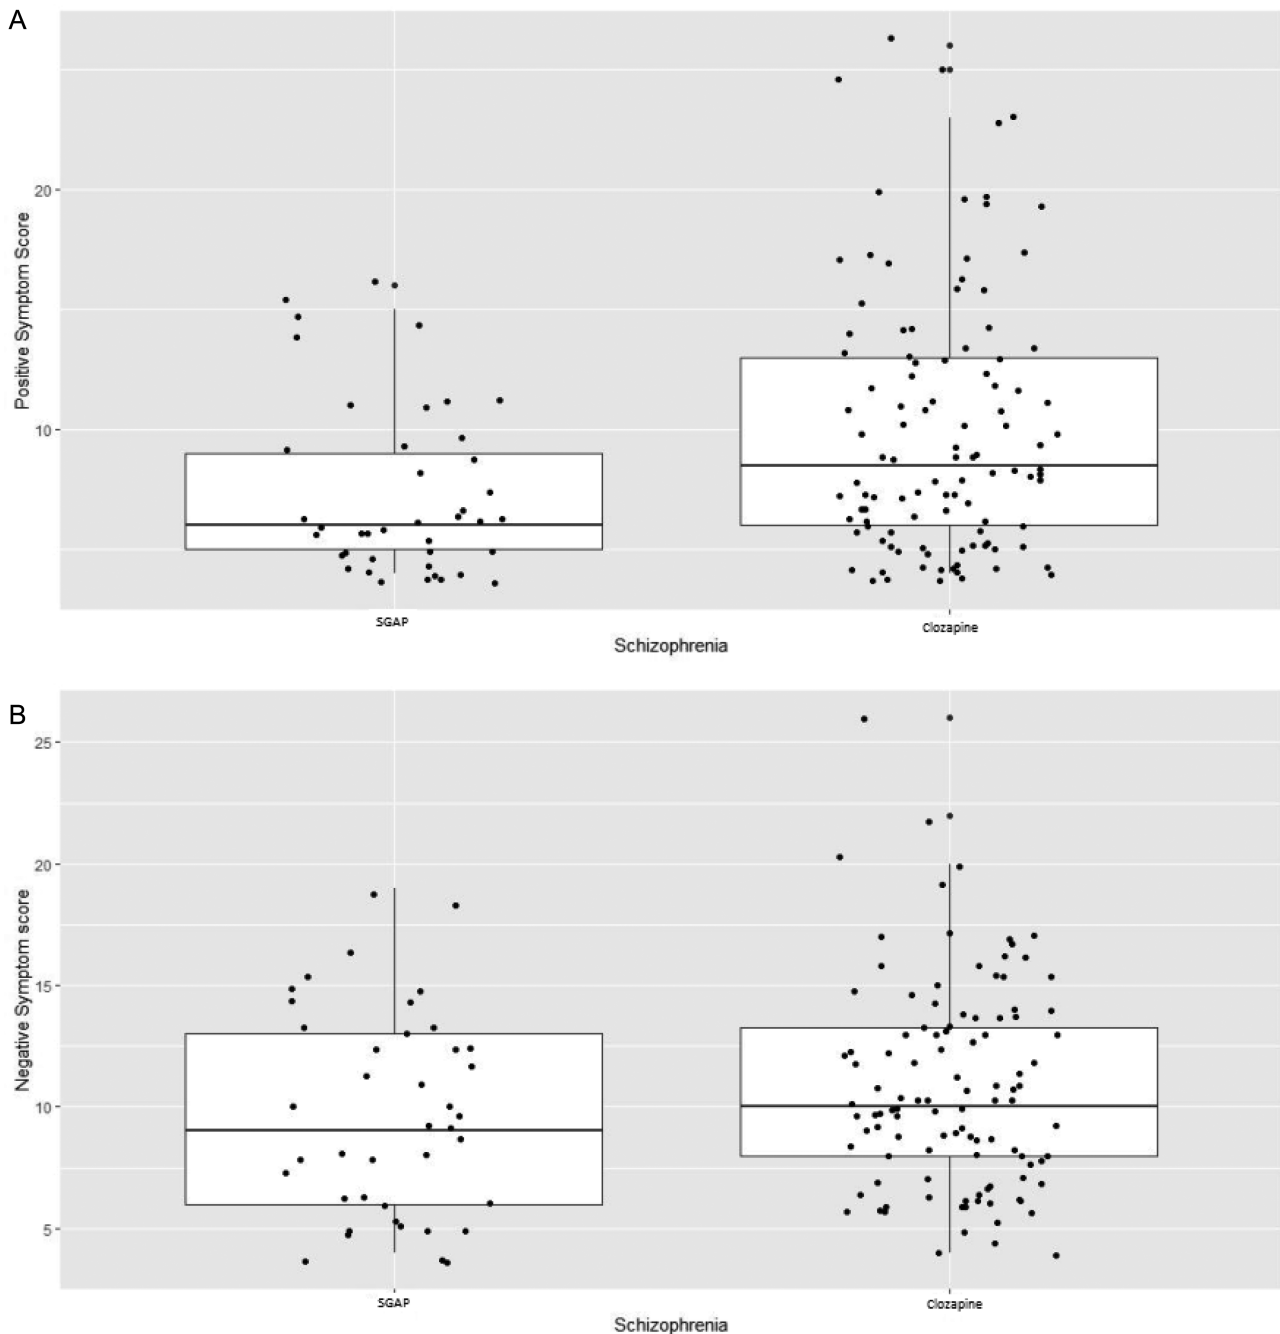 A
Positive Symptom Score
20
10
SGAP
Clozapine
Schizophrenia
B
Negative Symptom score
25
20
15
10
5
SGAP
Clozapine
Schizophrenia